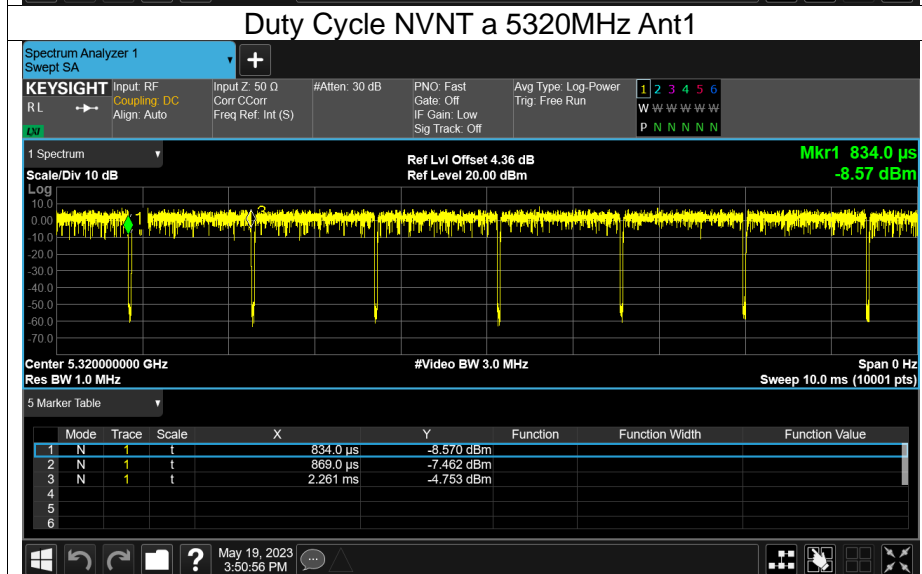 Duty Cycle NVNT a 5320MHz Ant1
Spectrum Analyzer 1
Swept SA
+
KEYSIGHT
R L
LXI
Input: RF
Coupling: DC
Align: Auto
Input Z: 50 Ω
Corr CCorr
Freq Ref: Int (S)
#Atten: 30 dB
PNO: Fast
Gate: Off
IF Gain: Low
Sig Track: Off
Avg Type: Log-Power
Trig: Free Run
1 2 3 4 5 6
W W W W W W
P N N N N N
1 Spectrum
Scale/Div 10 dB
Ref Lvl Offset 4.36 dB
Ref Level 20.00 dBm
Mkr1 834.0 µs
-8.57 dBm
Log
10.0
0.00
-10.0
-20.0
-30.0
-40.0
-50.0
-60.0
-70.0
1
3
Center 5.320000000 GHz
Res BW 1.0 MHz
#Video BW 3.0 MHz
Span 0 Hz
Sweep 10.0 ms (10001 pts)
5 Marker Table
Mode Trace Scale X Y Function Function Width Function Value
1 N 1 t 834.0 µs -8.570 dBm
2 N 1 t 869.0 µs -7.462 dBm
3 N 1 t 2.261 ms -4.753 dBm
4
5
6
?
May 19, 2023
3:50:56 PM